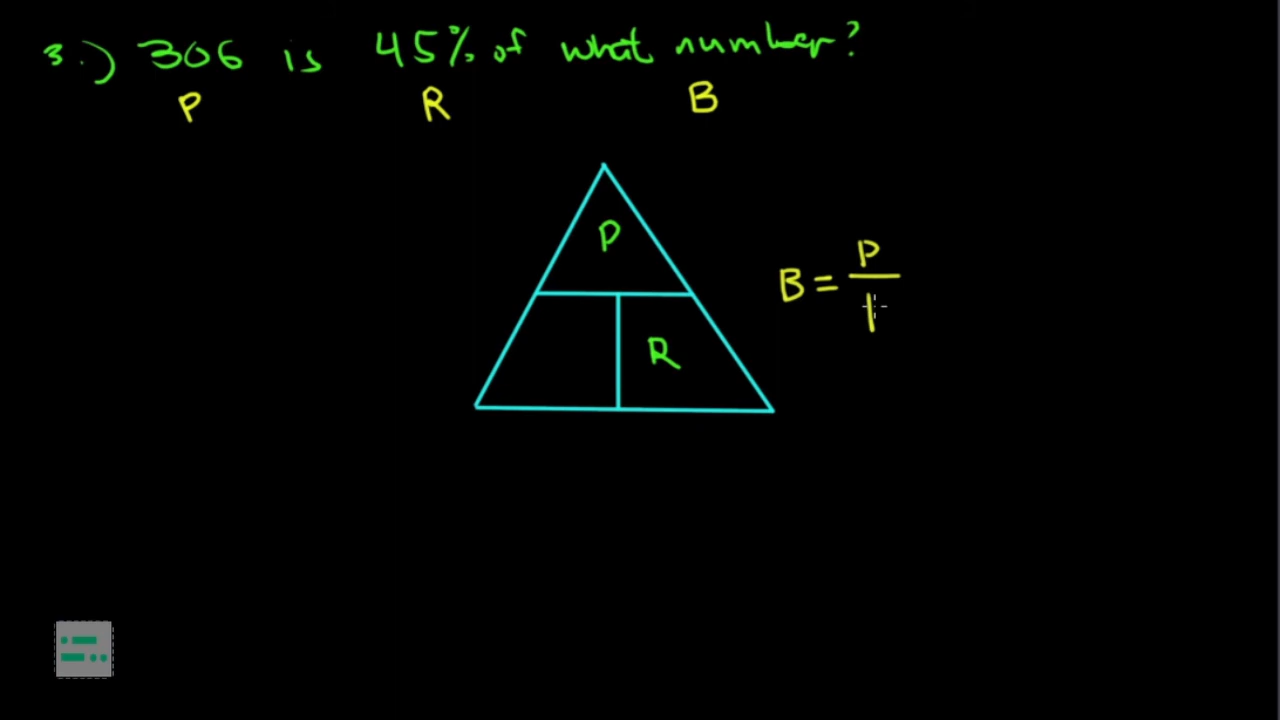 3.) 306 is 45% of what number?
P R B
P
B = P
R